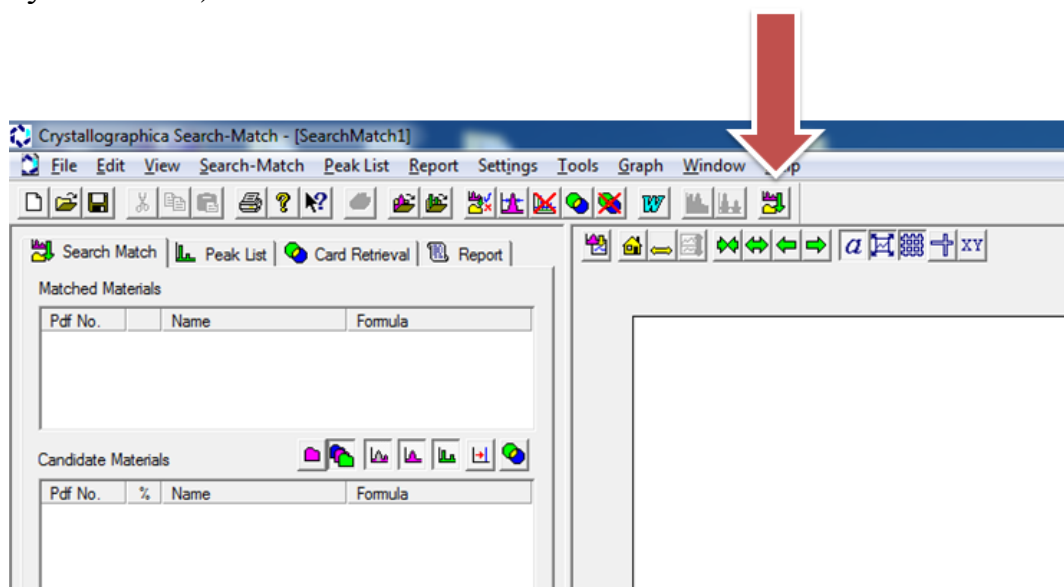 Crystallographica Search-Match - [SearchMatch1]
File Edit View Search-Match Peak List Report Settings Tools Graph Window
W
a XY
Search Match Peak List Card Retrieval Report
Matched Materials
Pdf No. Name Formula
Candidate Materials
Pdf No. % Name Formula